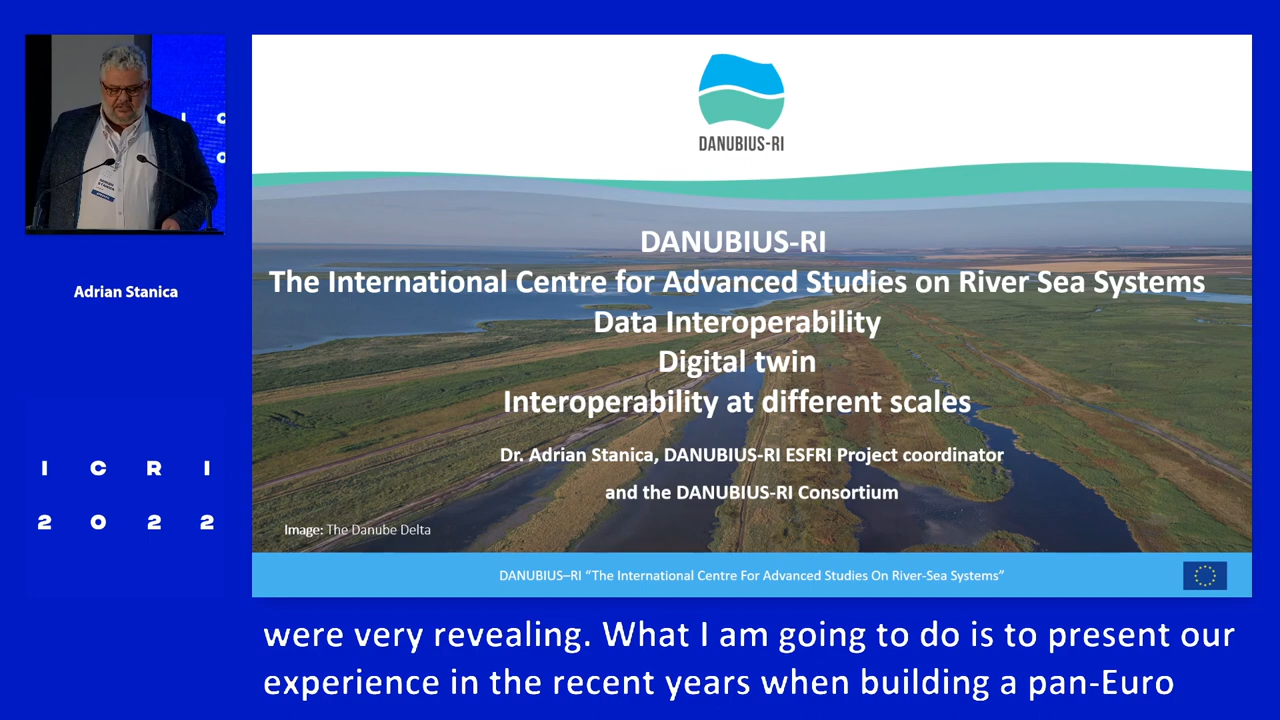 I C
O
ADRIAN
STANICA
Adrian Stanica
I C R I
2 0 2 2
DANUBIUS-RI
DANUBIUS-RI
The International Centre for Advanced Studies on River Sea Systems
Data Interoperability
Digital twin
Interoperability at different scales
Dr. Adrian Stanica, DANUBIUS-RI ESFRI Project coordinator
and the DANUBIUS-RI Consortium
Image: The Danube Delta
DANUBIUS–RI “The International Centre For Advanced Studies On River-Sea Systems”
were very revealing. What I am going to do is to present our
experience in the recent years when building a pan-Euro